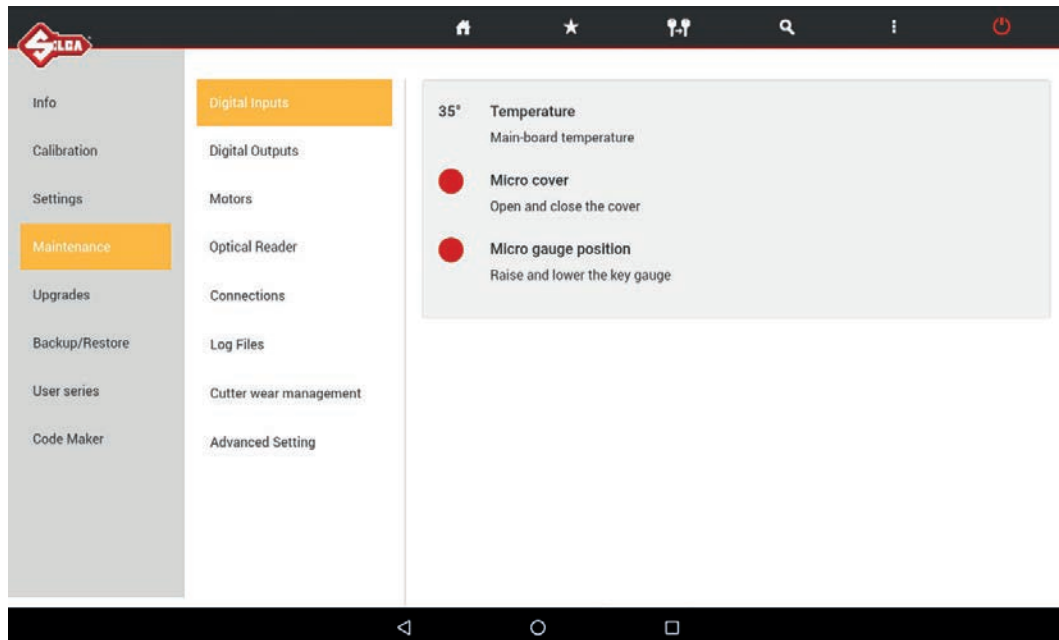 SILCA
Info
Calibration
Settings
Maintenance
Upgrades
Backup/Restore
User series
Code Maker
Digital Inputs
Digital Outputs
Motors
Optical Reader
Connections
Log Files
Cutter wear management
Advanced Setting
35° Temperature
Main-board temperature
Micro cover
Open and close the cover
Micro gauge position
Raise and lower the key gauge